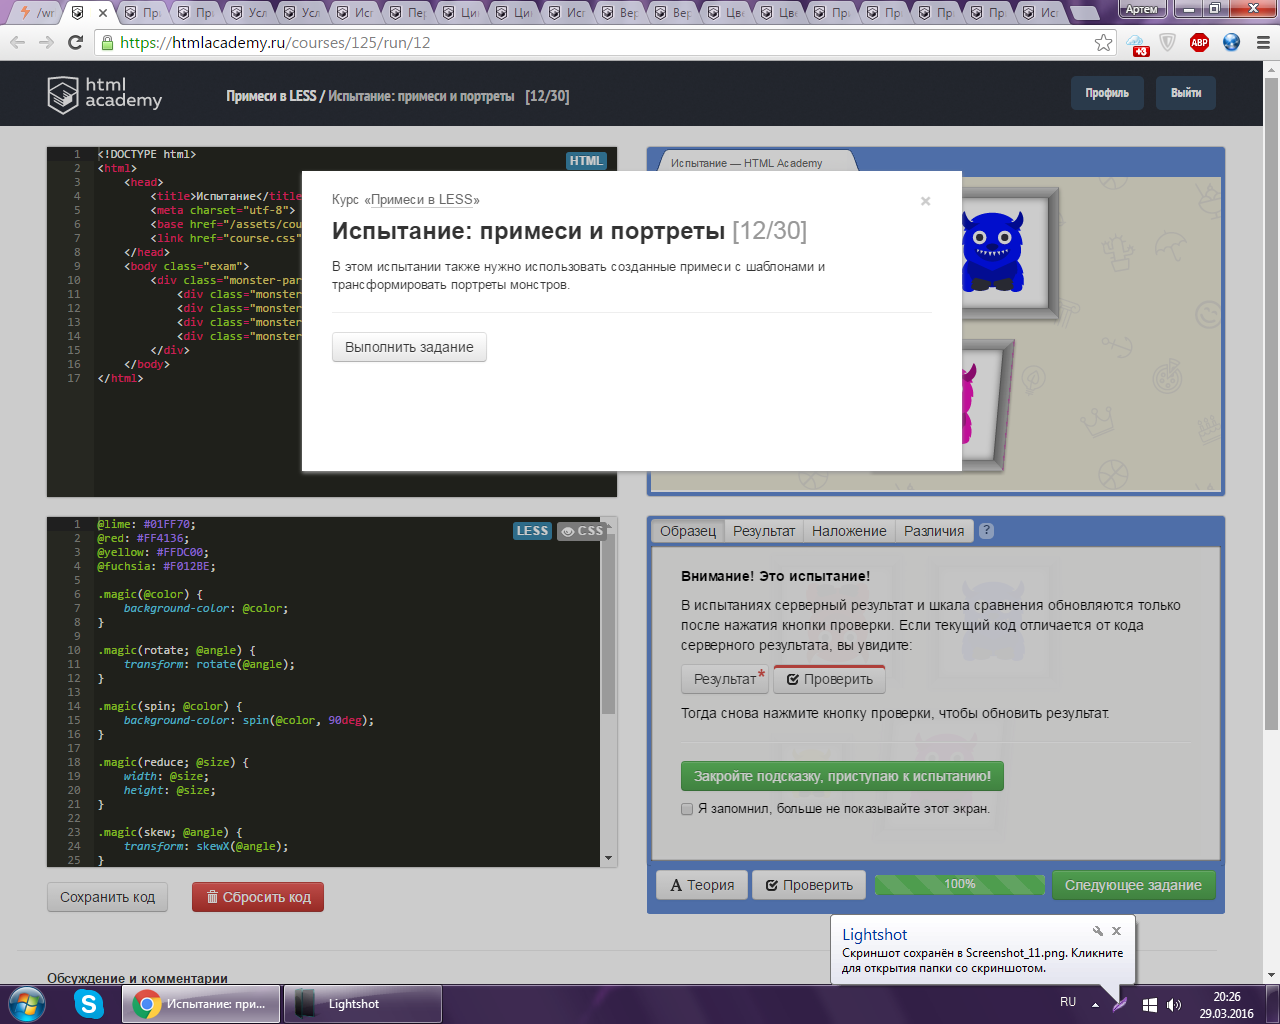 /wr
При
При
Усл
Усл
Исп
Пер
Ци
Ци
Исп
Вер
Вер
Цве
Цве
При
При
При
При
Исп
Артем
https://htmlacademy.ru/courses/125/run/12
+3
ABP
html
academy
Примеси в LESS / Испытание: примеси и портреты [12/30]
Профиль
Выйти
1 <!DOCTYPE html>
HTML
2 <html>
3 <head>
4 <title>Испытание</title
5 <meta charset="utf-8">
6 <base href="/assets/cou
7 <link href="course.css"
8 </head>
9 <body class="exam">
10 <div class="monster-par
11 <div class="monster
12 <div class="monster
13 <div class="monster
14 <div class="monster
15 </div>
16 </body>
17 </html>
Испытание — HTML Academy
Курс «Примеси в LESS»
×
Испытание: примеси и портреты [12/30]
В этом испытании также нужно использовать созданные примеси с шаблонами и
трансформировать портреты монстров.
Выполнить задание
LESS
CSS
1 @lime: #01FF70;
2 @red: #FF4136;
3 @yellow: #FFDC00;
4 @fuchsia: #F012BE;
5
6 .magic(@color) {
7 background-color: @color;
8 }
9
10 .magic(rotate; @angle) {
11 transform: rotate(@angle);
12 }
13
14 .magic(spin; @color) {
15 background-color: spin(@color, 90deg);
16 }
17
18 .magic(reduce; @size) {
19 width: @size;
20 height: @size;
21 }
22
23 .magic(skew; @angle) {
24 transform: skewX(@angle);
25 }
Сохранить код
Сбросить код
Образец
Результат
Наложение
Различия
?
Внимание! Это испытание!
В испытаниях серверный результат и шкала сравнения обновляются только
после нажатия кнопки проверки. Если текущий код отличается от кода
серверного результата, вы увидите:
Результат*
Проверить
Тогда снова нажмите кнопку проверки, чтобы обновить результат.
Закройте подсказку, приступаю к испытанию!
Я запомнил, больше не показывайте этот экран.
A Теория
Проверить
100%
Следующее задание
Обсуждение и комментарии
Lightshot
Скриншот сохранён в Screenshot_11.png. Кликните
для открытия папки со скриншотом.
Испытание: при...
Lightshot
RU
20:26
29.03.2016